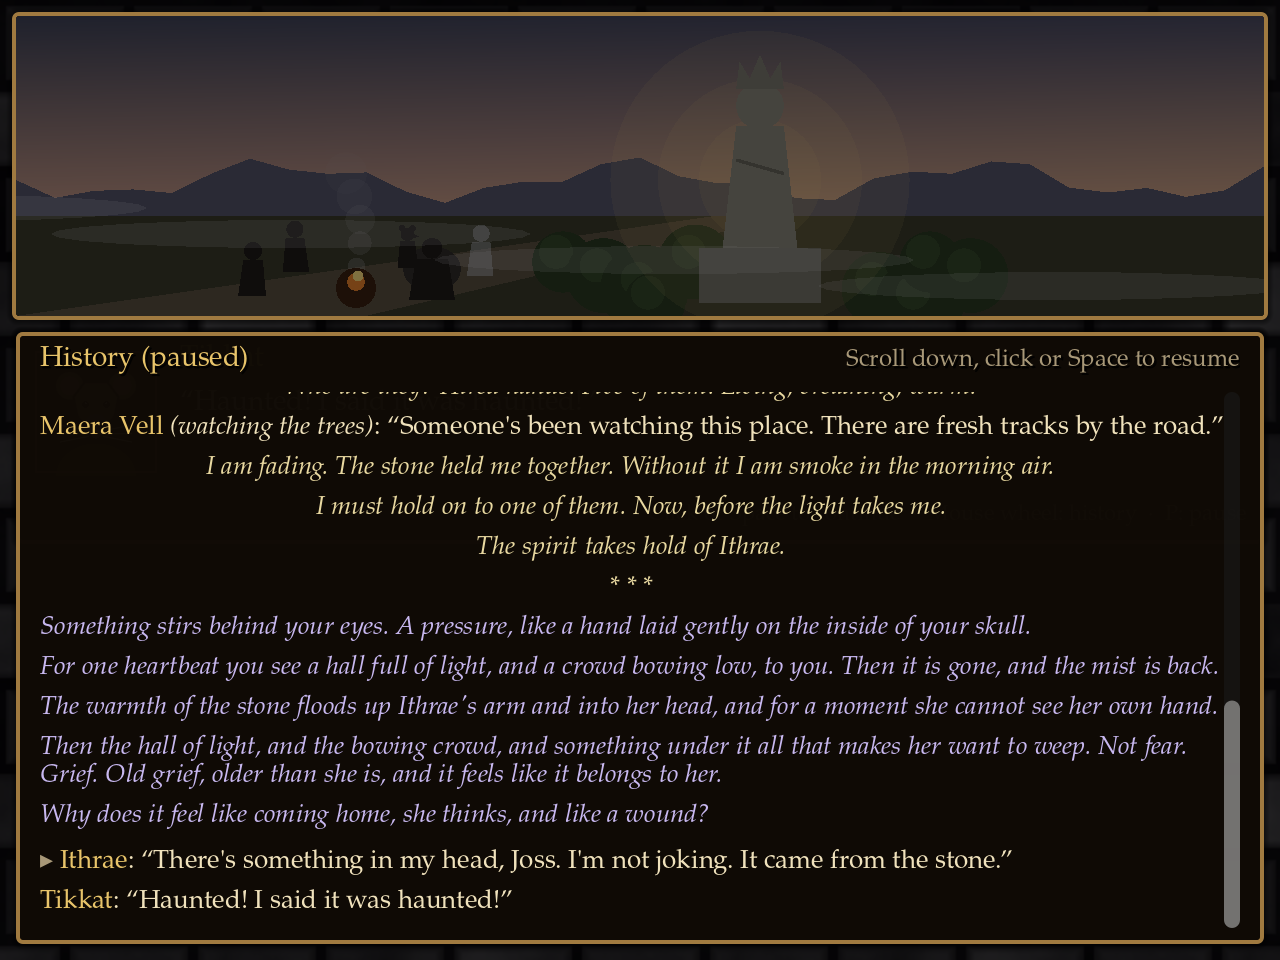 History (paused)
Scroll down, click or Space to resume
Maera Vell (watching the trees): “Someone's been watching this place. There are fresh tracks by the road.”
I am fading. The stone held me together. Without it I am smoke in the morning air.
I must hold on to one of them. Now, before the light takes me.
The spirit takes hold of Ithrae.
* * *
Something stirs behind your eyes. A pressure, like a hand laid gently on the inside of your skull.
For one heartbeat you see a hall full of light, and a crowd bowing low, to you. Then it is gone, and the mist is back.
The warmth of the stone floods up Ithrae's arm and into her head, and for a moment she cannot see her own hand.
Then the hall of light, and the bowing crowd, and something under it all that makes her want to weep. Not fear.
Grief. Old grief, older than she is, and it feels like it belongs to her.
Why does it feel like coming home, she thinks, and like a wound?
▸ Ithrae: “There's something in my head, Joss. I'm not joking. It came from the stone.”
Tikkat: “Haunted! I said it was haunted!”